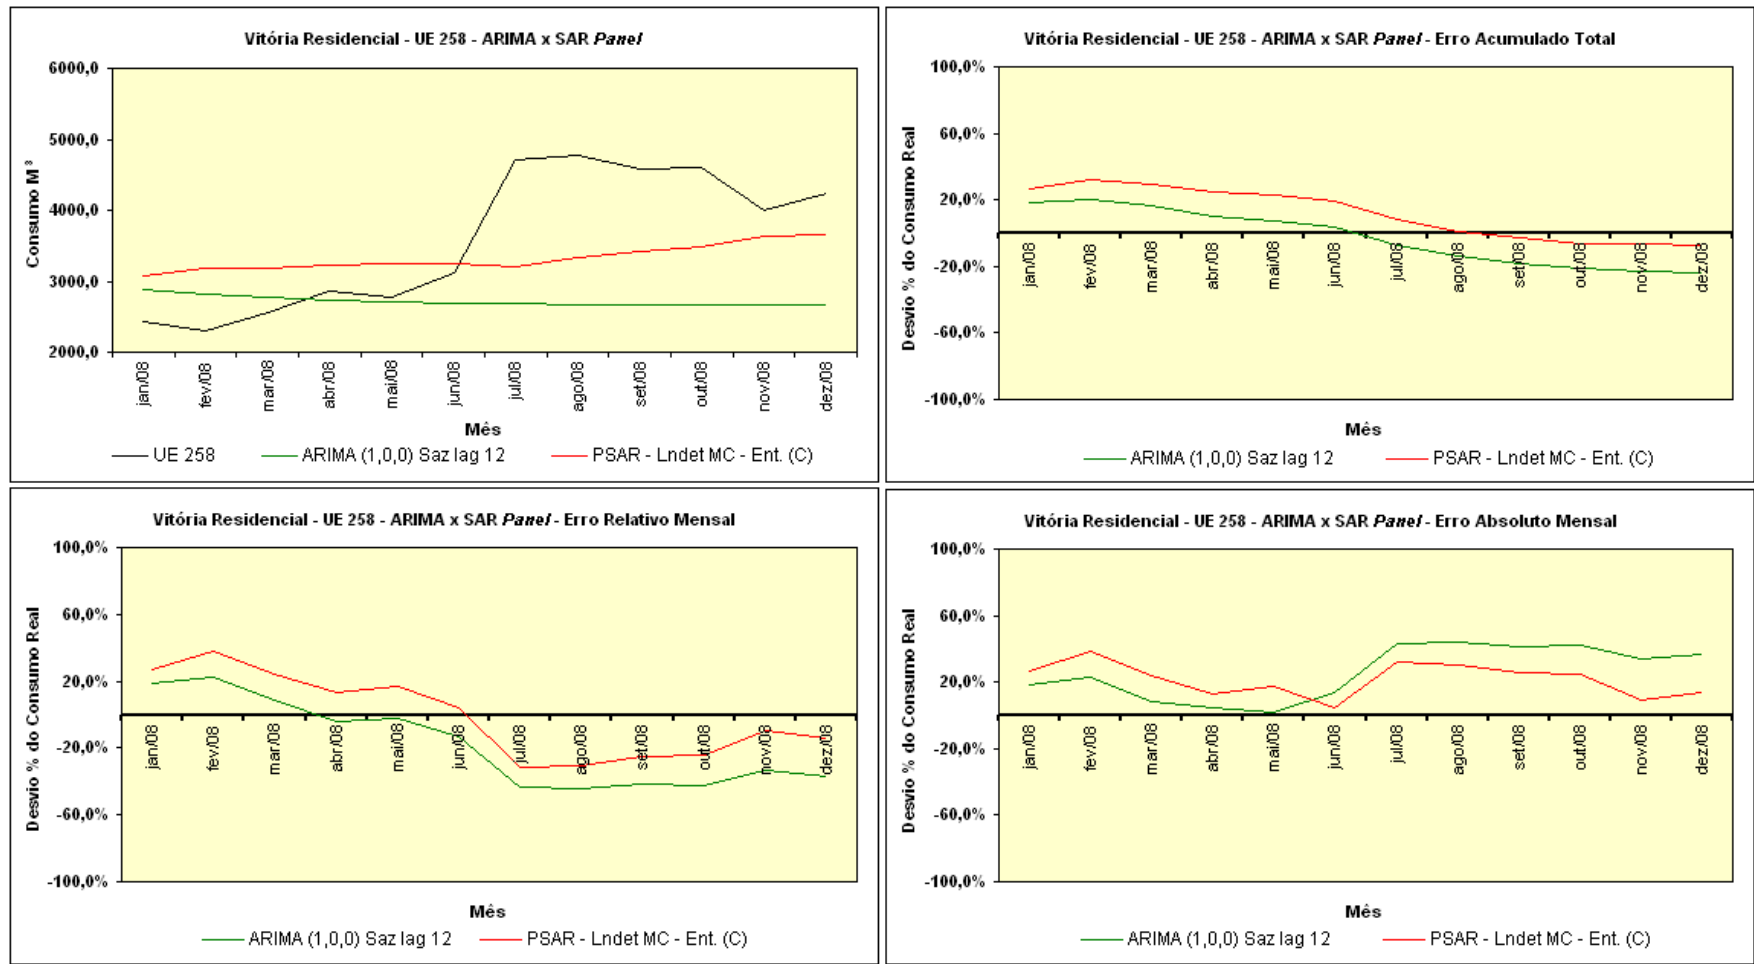 Vitória Residencial - UE 258 - ARIMA x SAR Panel
6000,0
5000,0
4000,0
3000,0
2000,0
Consumo M³
jan/08
fev/08
mar/08
abr/08
mai/08
jun/08
jul/08
ago/08
set/08
out/08
nov/08
dez/08
Mês
UE 258
ARIMA (1,0,0) Saz lag 12
PSAR - Lndet MC - Ent. (C)
Vitória Residencial - UE 258 - ARIMA x SAR Panel - Erro Acumulado Total
100,0%
60,0%
20,0%
-20,0%
-60,0%
-100,0%
Desvio % do Consumo Real
jan/08
fev/08
mar/08
abr/08
mai/08
jun/08
jul/08
ago/08
set/08
out/08
nov/08
dez/08
Mês
ARIMA (1,0,0) Saz lag 12
PSAR - Lndet MC - Ent. (C)
Vitória Residencial - UE 258 - ARIMA x SAR Panel - Erro Relativo Mensal
100,0%
60,0%
20,0%
-20,0%
-60,0%
-100,0%
Desvio % do Consumo Real
jan/08
fev/08
mar/08
abr/08
mai/08
jun/08
jul/08
ago/08
set/08
out/08
nov/08
dez/08
Mês
ARIMA (1,0,0) Saz lag 12
PSAR - Lndet MC - Ent. (C)
Vitória Residencial - UE 258 - ARIMA x SAR Panel - Erro Absoluto Mensal
100,0%
60,0%
20,0%
-20,0%
-60,0%
-100,0%
Desvio % do Consumo Real
jan/08
fev/08
mar/08
abr/08
mai/08
jun/08
jul/08
ago/08
set/08
out/08
nov/08
dez/08
Mês
ARIMA (1,0,0) Saz lag 12
PSAR - Lndet MC - Ent. (C)